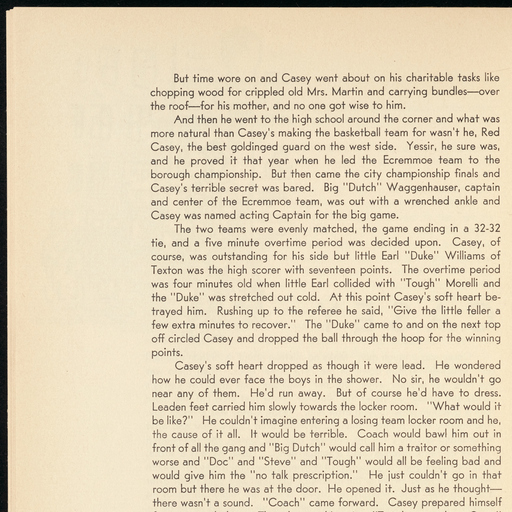 But time wore on and Casey went about on his charitable tasks like
chopping wood for crippled old Mrs. Martin and carrying bundles—over
the roof—for his mother, and no one got wise to him.
And then he went to the high school around the corner and what was
more natural than Casey's making the basketball team for wasn't he, Red
Casey, the best goldinged guard on the west side. Yessir, he sure was,
and he proved it that year when he led the Ecremmoe team to the
borough championship. But then came the city championship finals and
Casey's terrible secret was bared. Big "Dutch" Waggenhauser, captain
and center of the Ecremmoe team, was out with a wrenched ankle and
Casey was named acting Captain for the big game.
The two teams were evenly matched, the game ending in a 32-32
tie, and a five minute overtime period was decided upon. Casey, of
course, was outstanding for his side but little Earl "Duke" Williams of
Texton was the high scorer with seventeen points. The overtime period
was four minutes old when little Earl collided with "Tough" Morelli and
the "Duke" was stretched out cold. At this point Casey's soft heart be-
trayed him. Rushing up to the referee he said, "Give the little feller a
few extra minutes to recover." The "Duke" came to and on the next top
off circled Casey and dropped the ball through the hoop for the winning
points.
Casey's soft heart dropped as though it were lead. He wondered
how he could ever face the boys in the shower. No sir, he wouldn't go
near any of them. He'd run away. But of course he'd have to dress.
Leaden feet carried him slowly towards the locker room. "What would it
be like?" He couldn't imagine entering a losing team locker room and he,
the cause of it all. It would be terrible. Coach would bawl him out in
front of all the gang and "Big Dutch" would call him a traitor or something
worse and "Doc" and "Steve" and "Tough" would all be feeling bad and
would give him the "no talk prescription." He just couldn't go in that
room but there he was at the door. He opened it. Just as he thought—
there wasn't a sound. "Coach" came forward. Casey prepared himself